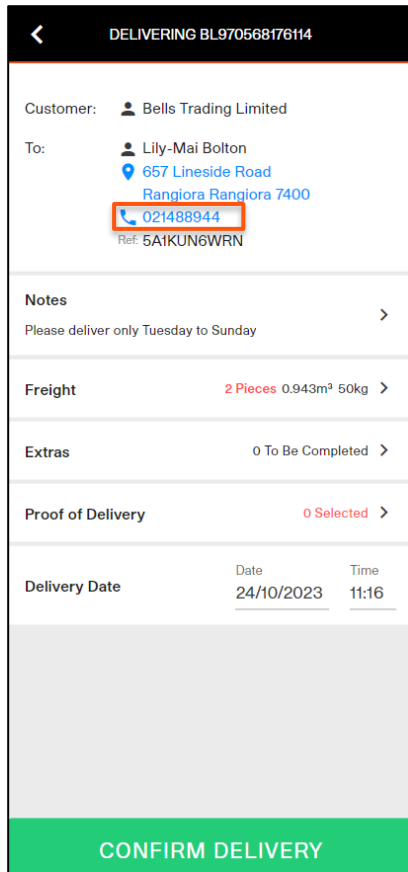 DELIVERING BL970568176114
Customer: Bells Trading Limited
To: Lily-Mai Bolton
657 Lineside Road
Rangiora Rangiora 7400
021488944
Ref: 5A1KUN6WRN
Notes
Please deliver only Tuesday to Sunday
Freight 2 Pieces 0.943m³ 50kg
Extras 0 To Be Completed
Proof of Delivery 0 Selected
Date Time
Delivery Date 24/10/2023 11:16
CONFIRM DELIVERY